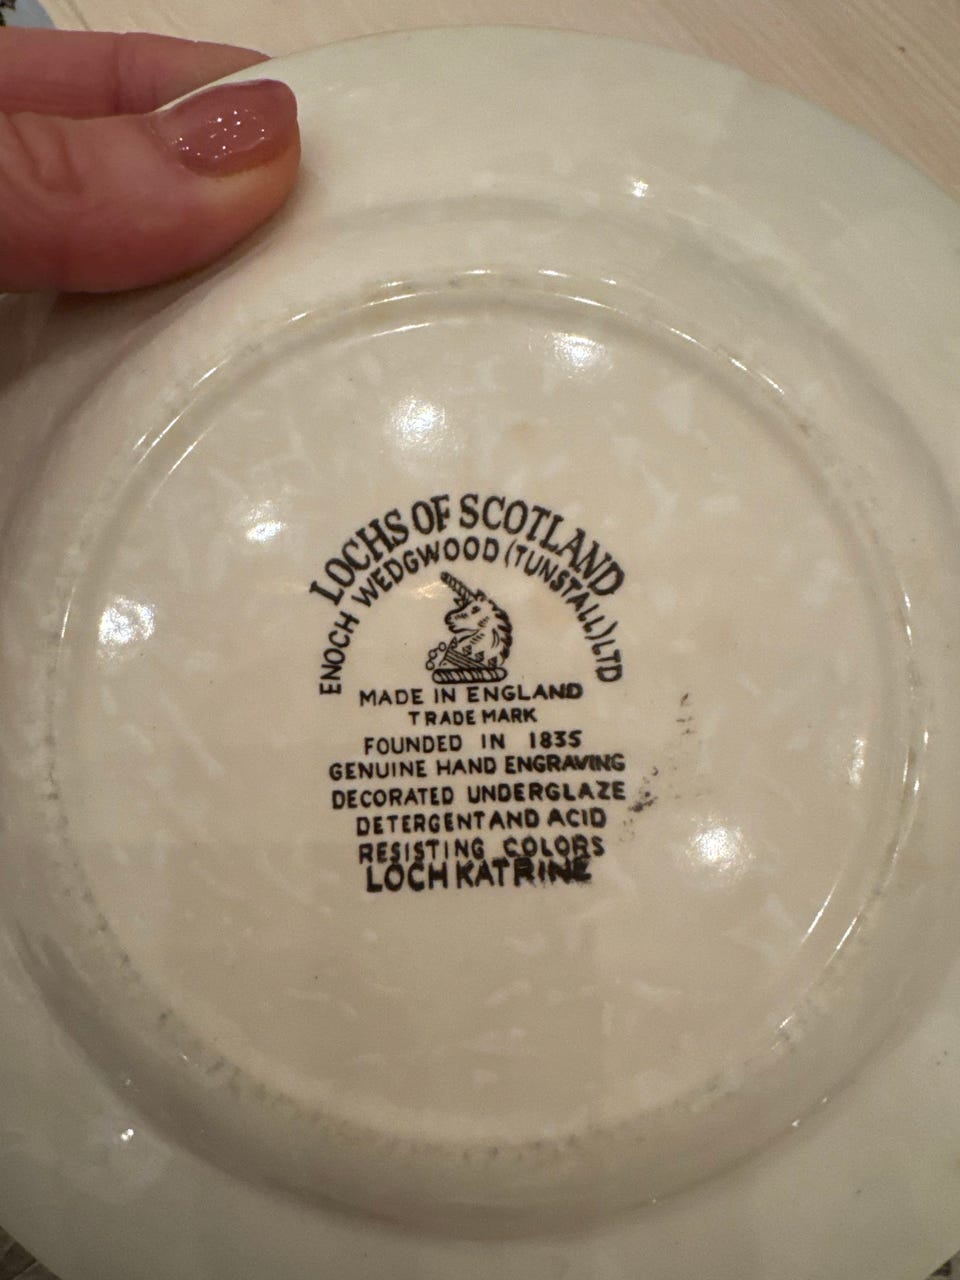 LOCHS OF SCOTLAND
ENOCH WEDGWOOD (TUNSTALL) LTD
MADE IN ENGLAND
TRADE MARK
FOUNDED IN 1835
GENUINE HAND ENGRAVING
DECORATED UNDERGLAZE
DETERGENT AND ACID
RESISTING COLORS
LOCH KATRINE